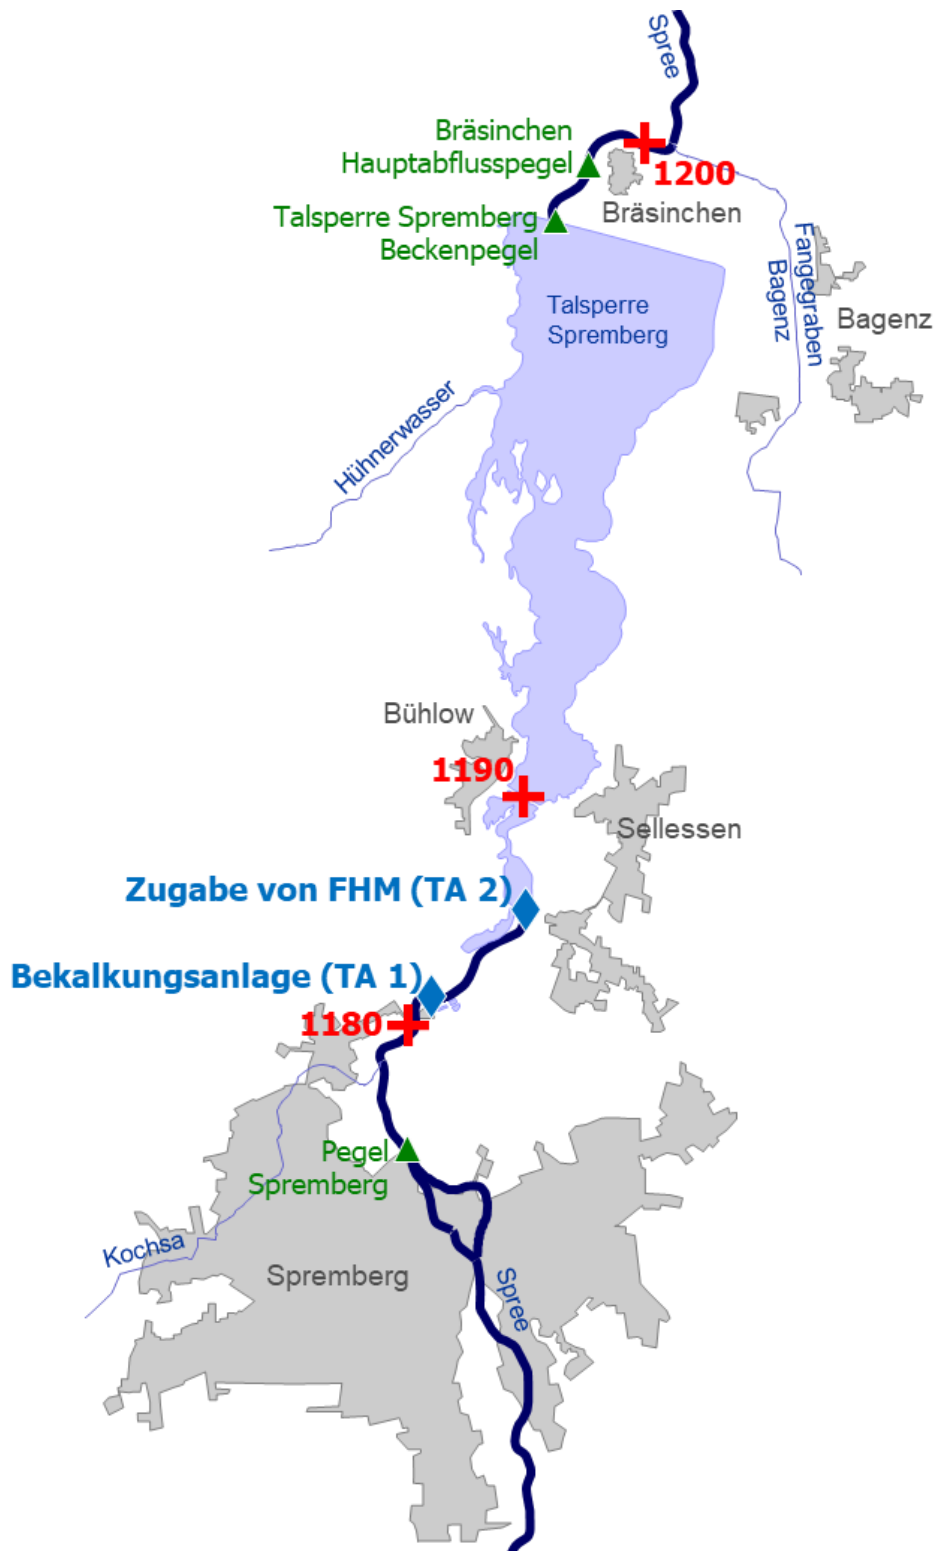 Spree
Bräsinchen
Hauptabflusspegel
1200
Bräsinchen
Talsperre Spremberg
Beckenpegel
Fangegraben
Bagenz
Talsperre
Spremberg
Bagenz
Hühnerwasser
Bühlow
1190
Sellessen
Zugabe von FHM (TA 2)
Bekalkungsanlage (TA 1)
1180
Pegel
Spremberg
Kochsa
Spremberg
Spree